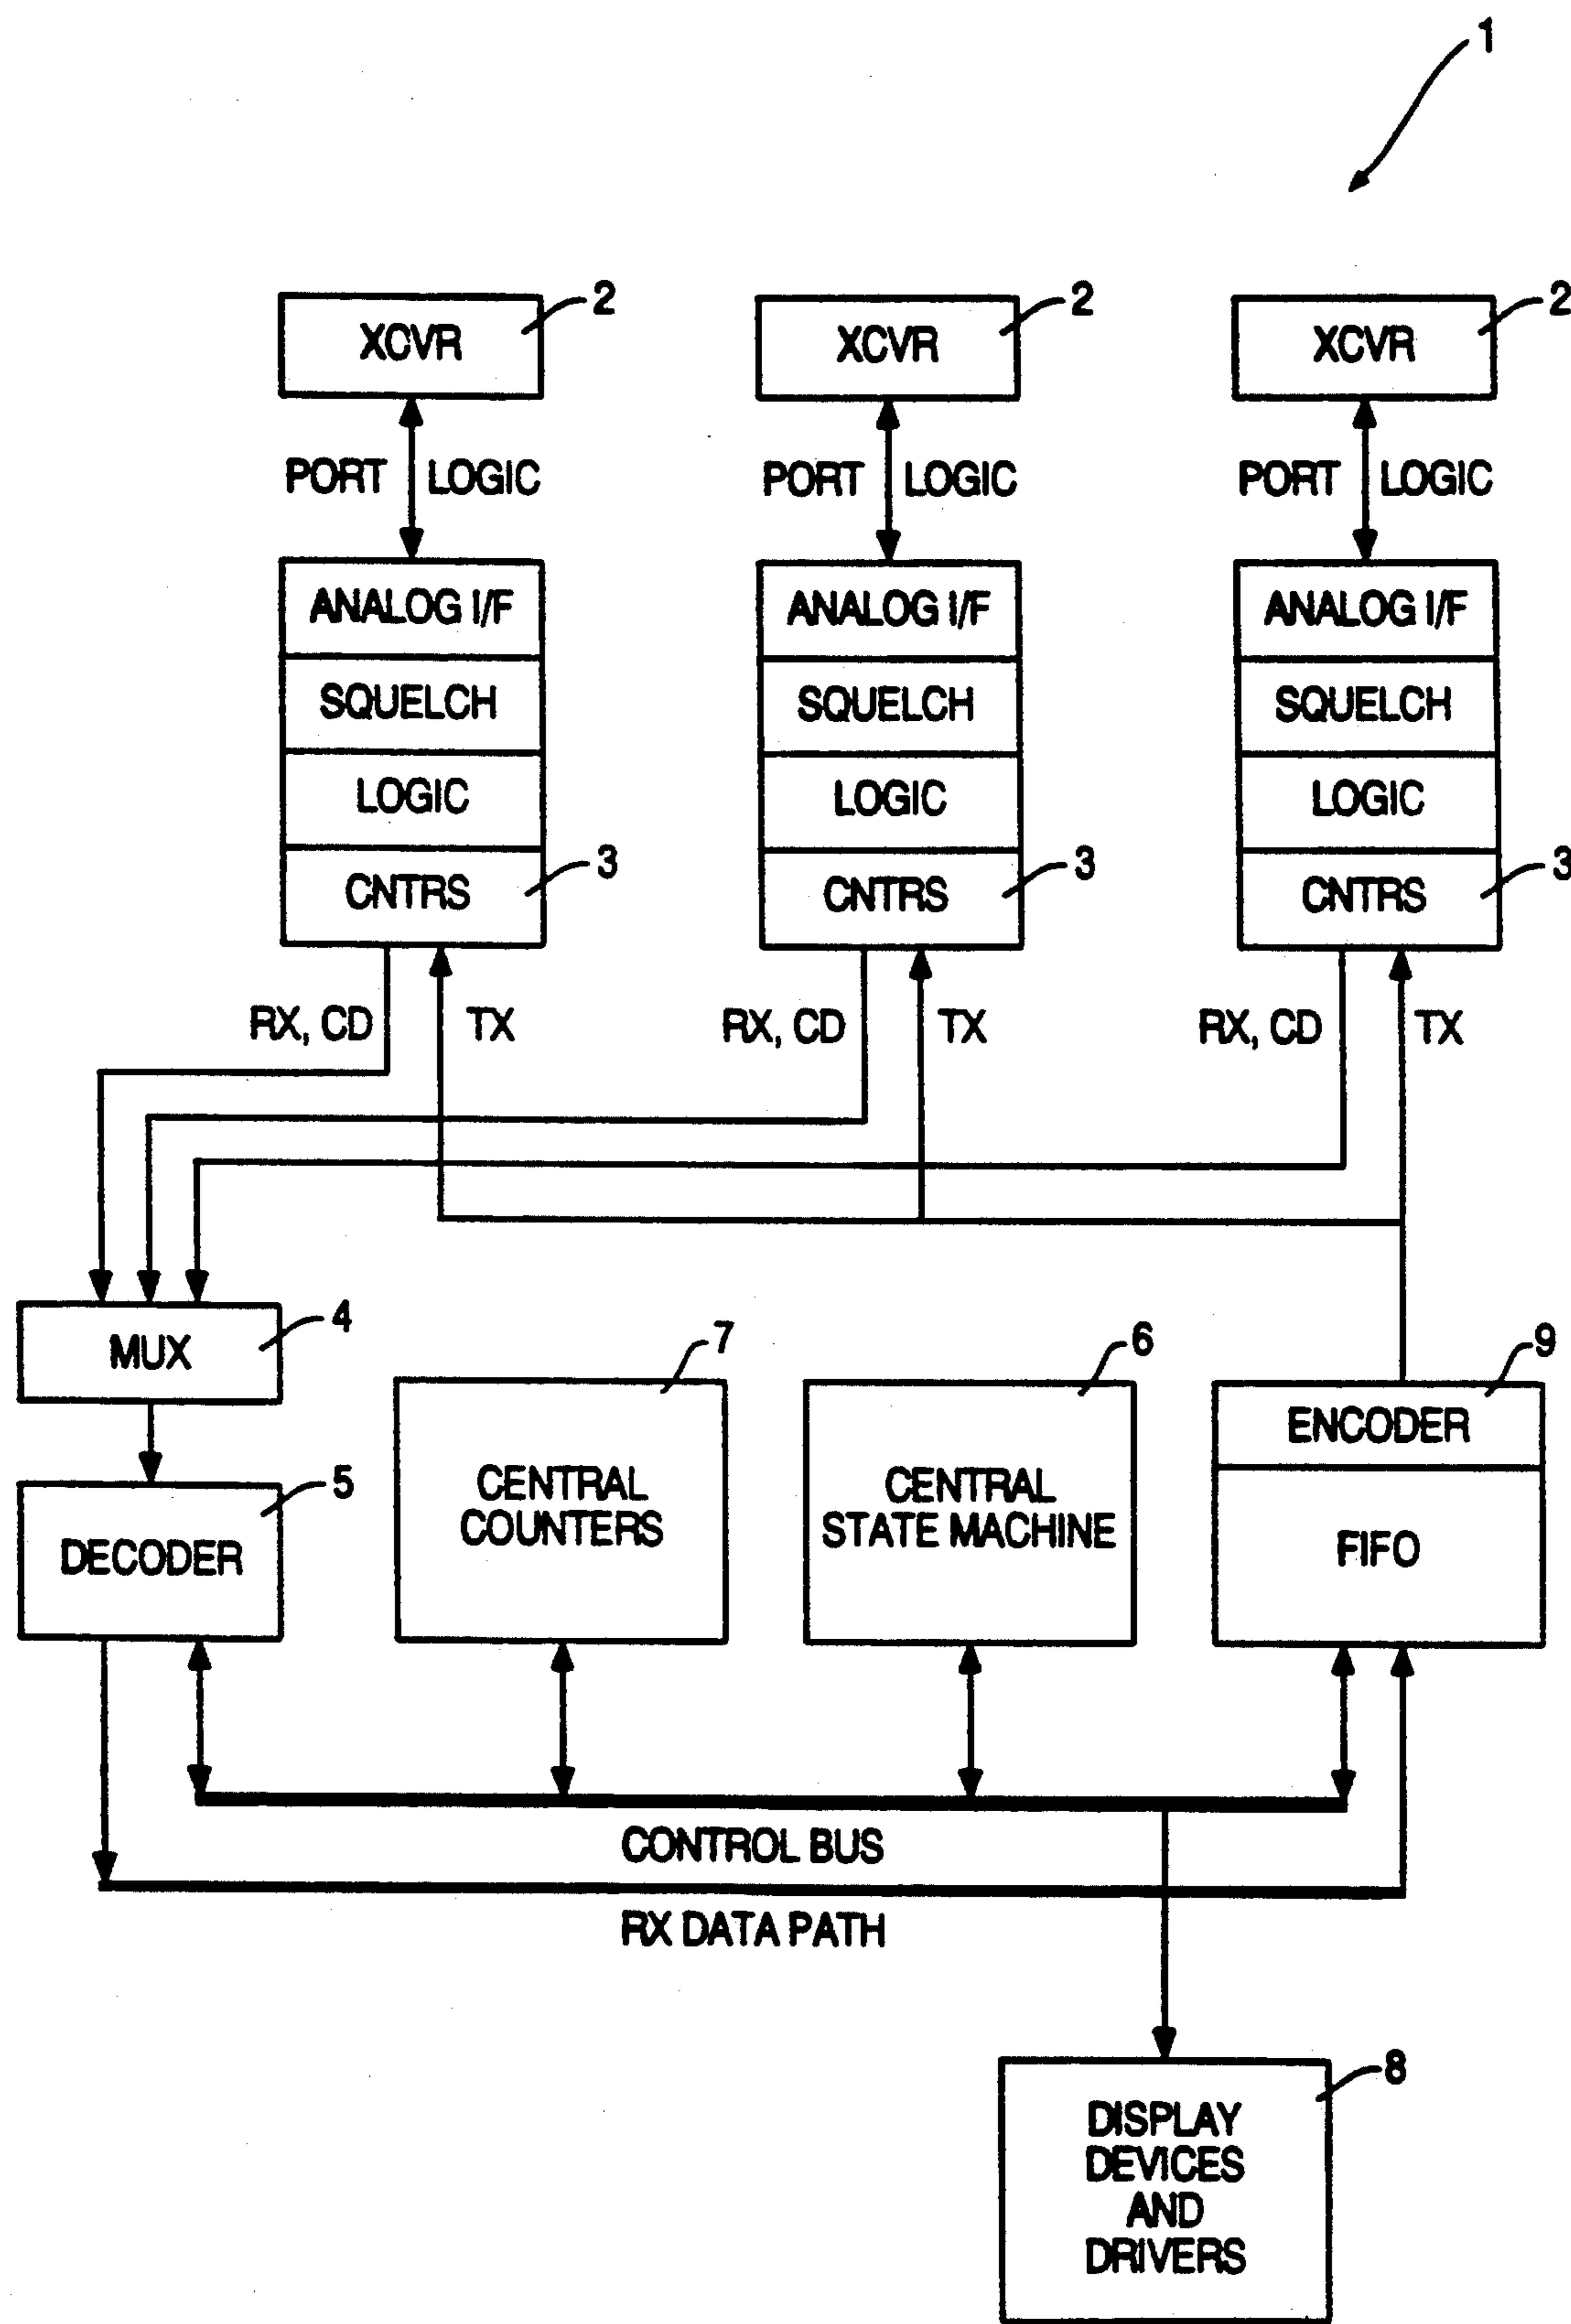 1
XCVR 2 XCVR 2 XCVR 2
PORT LOGIC PORT LOGIC PORT LOGIC
ANALOG I/F ANALOG I/F ANALOG I/F
SQUELCH SQUELCH SQUELCH
LOGIC LOGIC LOGIC
CNTRS 3 CNTRS 3 CNTRS 3
RX, CD TX RX, CD TX RX, CD TX
MUX 4
7
6
9
ENCODER
FIFO
DECODER 5
CENTRAL
COUNTERS
CENTRAL
STATE MACHINE
CONTROL BUS
RX DATA PATH
8
DISPLAY
DEVICES
AND
DRIVERS